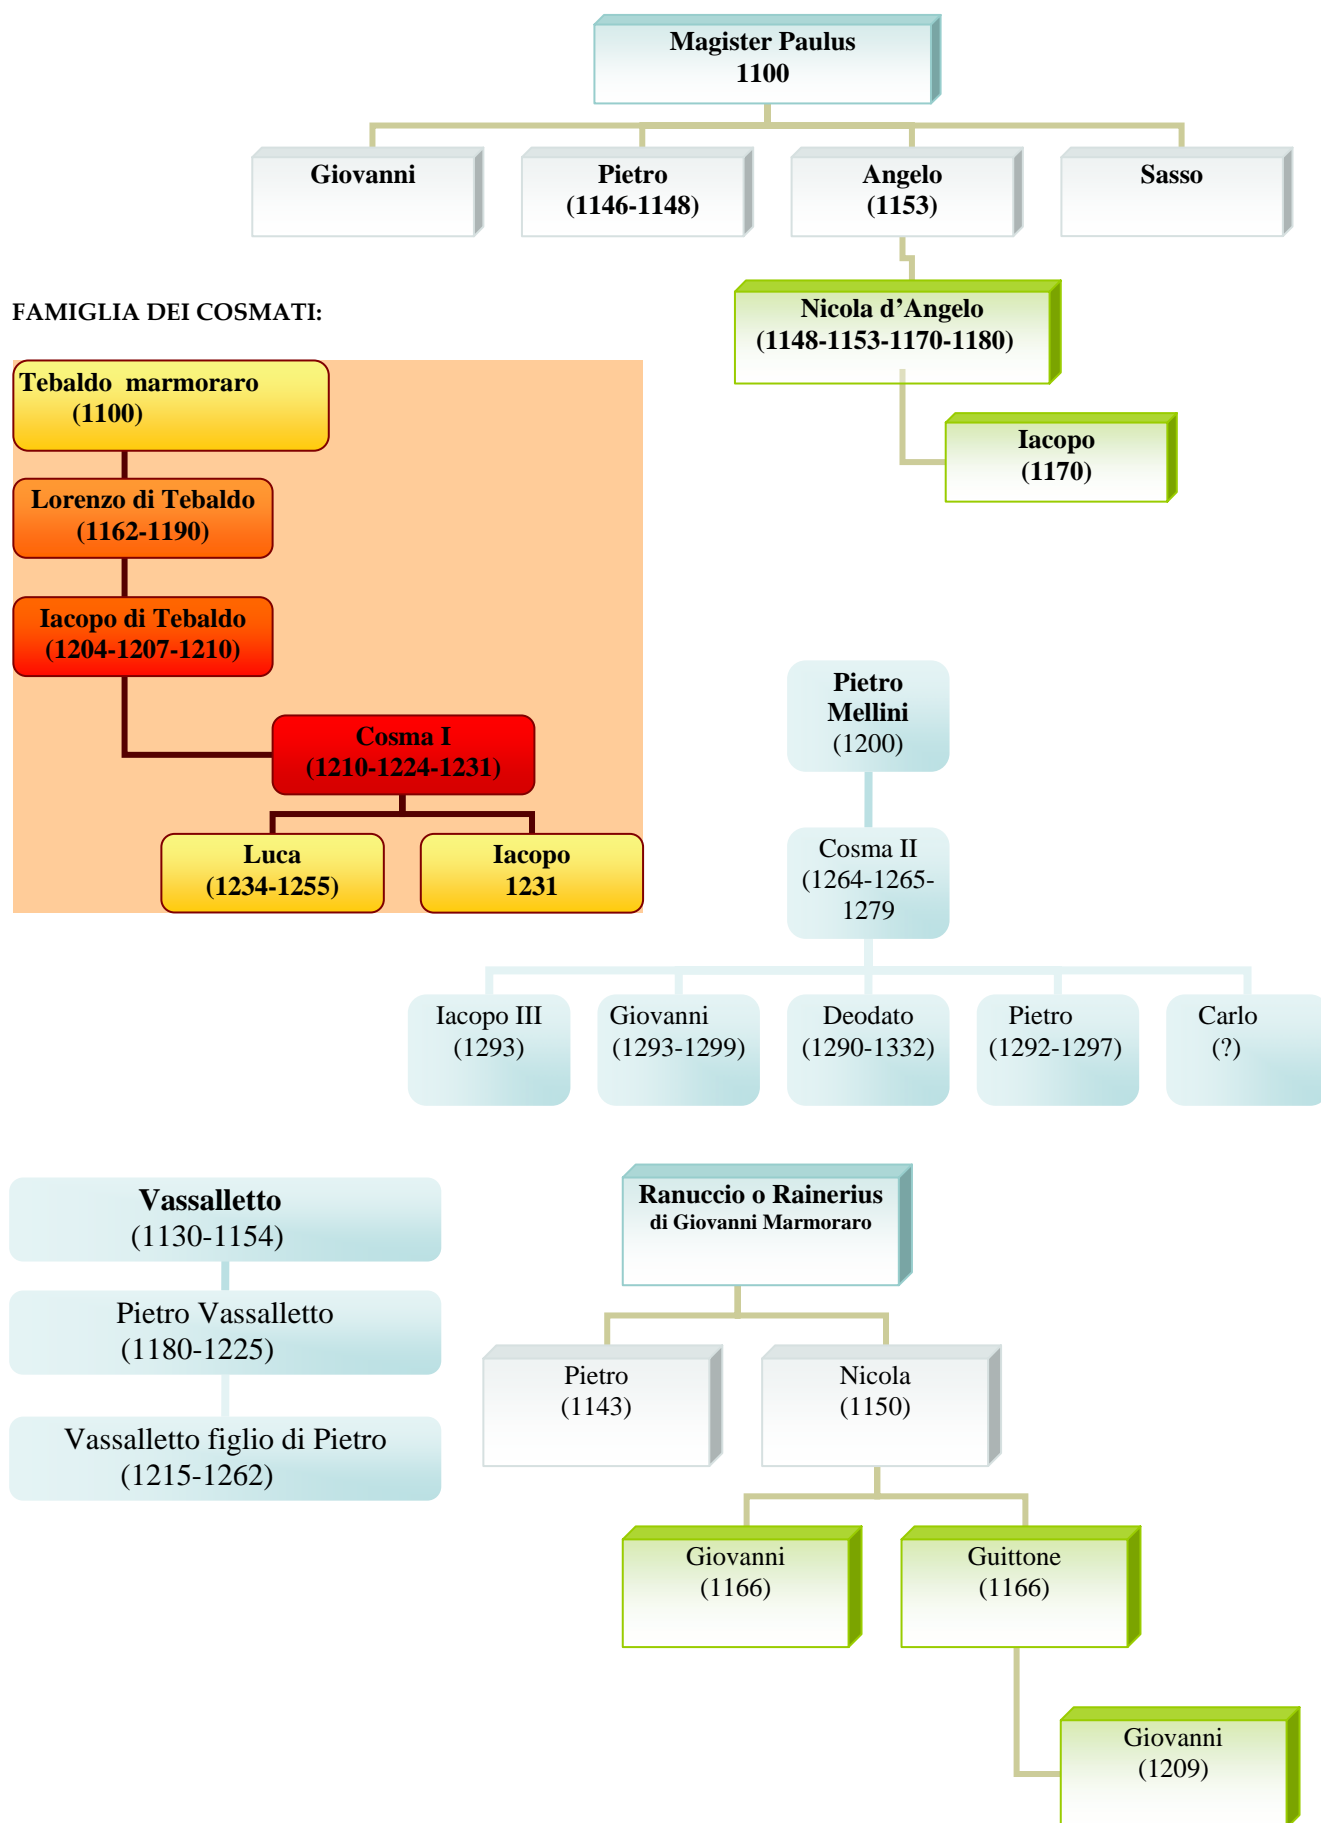 Magister Paulus
1100
Giovanni
Pietro
(1146-1148)
Angelo
(1153)
Sasso
Nicola d’Angelo
(1148-1153-1170-1180)
Iacopo
(1170)
FAMIGLIA DEI COSMATI:
Tebaldo marmoraro
(1100)
Lorenzo di Tebaldo
(1162-1190)
Iacopo di Tebaldo
(1204-1207-1210)
Cosma I
(1210-1224-1231)
Luca
(1234-1255)
Iacopo
1231
Pietro
Mellini
(1200)
Cosma II
(1264-1265-
1279
Iacopo III
(1293)
Giovanni
(1293-1299)
Deodato
(1290-1332)
Pietro
(1292-1297)
Carlo
(?)
Vassalletto
(1130-1154)
Pietro Vassalletto
(1180-1225)
Vassalletto figlio di Pietro
(1215-1262)
Ranuccio o Rainerius
di Giovanni Marmoraro
Pietro
(1143)
Nicola
(1150)
Giovanni
(1166)
Guittone
(1166)
Giovanni
(1209)